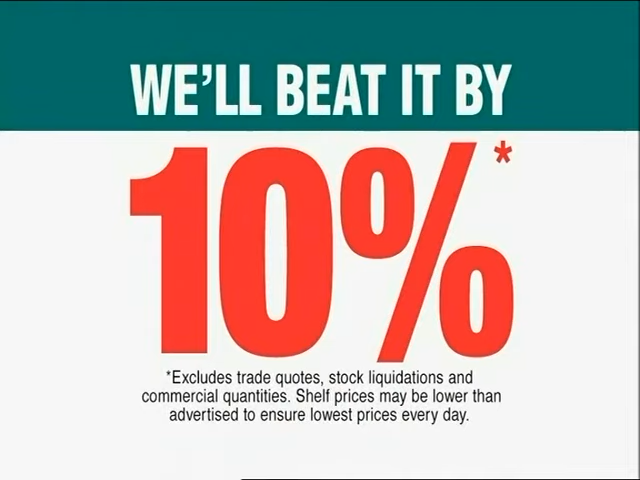 WE'LL BEAT IT BY
10%*
*Excludes trade quotes, stock liquidations and
commercial quantities. Shelf prices may be lower than
advertised to ensure lowest prices every day.